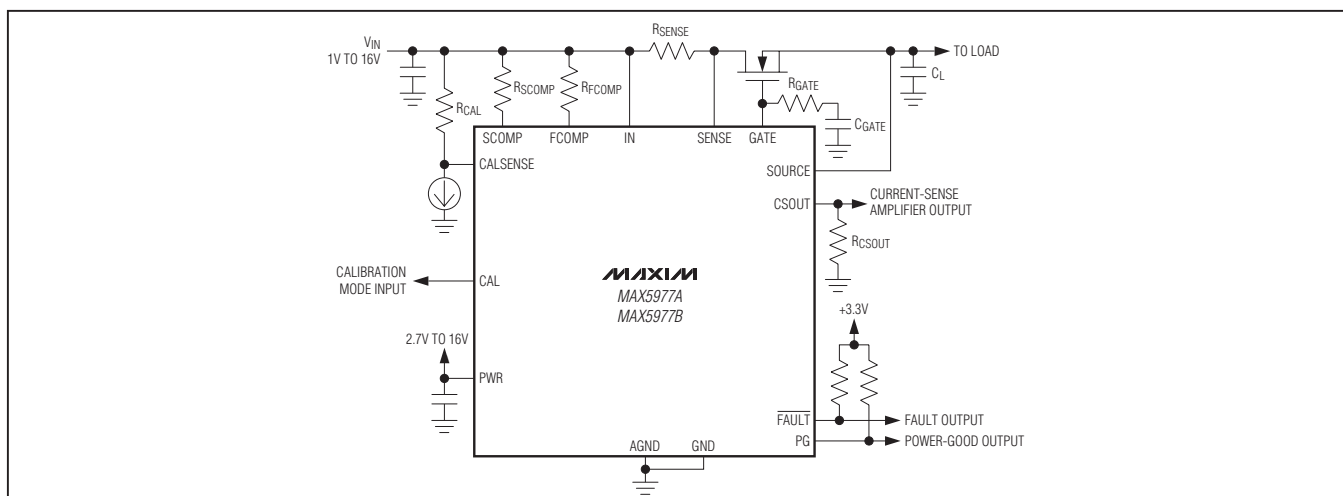 RSENSE
VIN
1V TO 16V
TO LOAD
CL
RSCOMP
RFCOMP
RGATE
RCAL
CGATE
SCOMP
FCOMP
IN
SENSE
GATE
CALSENSE
SOURCE
CSOUT
CURRENT-SENSE
AMPLIFIER OUTPUT
RCSOUT
CALIBRATION
MODE INPUT
CAL
MAXIM
MAX5977A
MAX5977B
+3.3V
2.7V TO 16V
PWR
FAULT
FAULT OUTPUT
PG
POWER-GOOD OUTPUT
AGND
GND